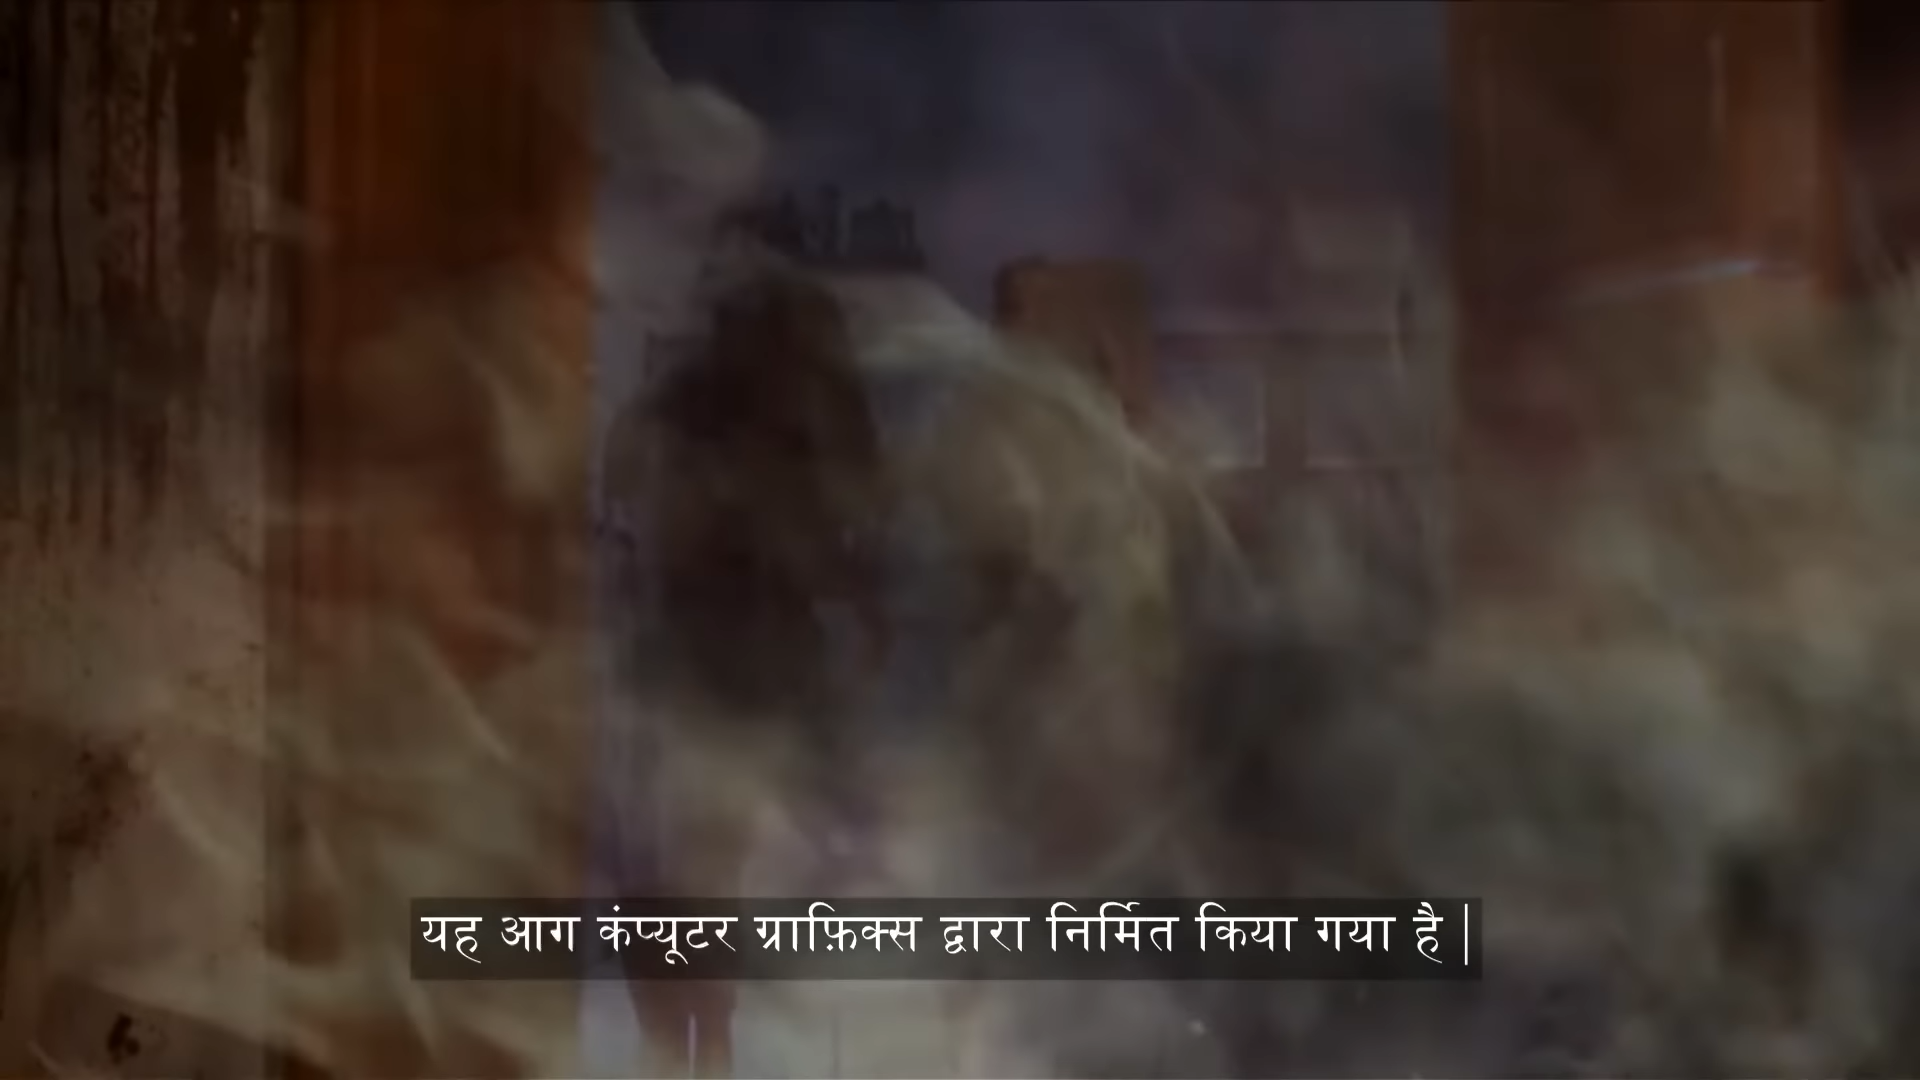 यह आग कंप्यूटर ग्राफ़िक्स द्वारा निर्मित किया गया है |